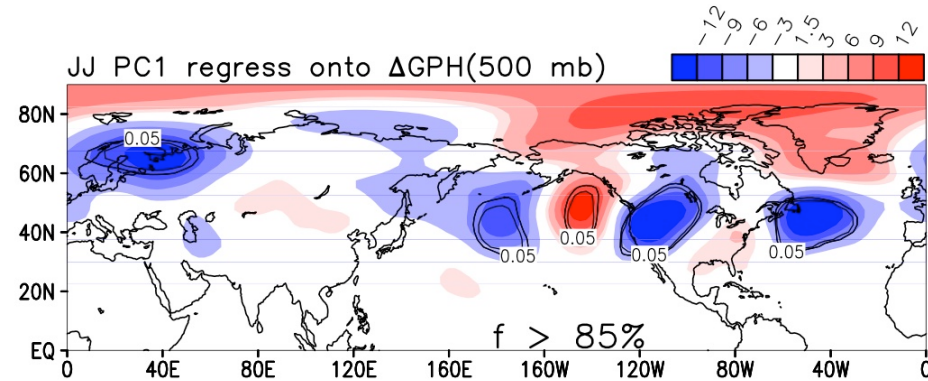 -12 -9 -6 -3 1.5 3 6 9 12
JJ PC1 regress onto ΔGPH(500 mb)
80N
0.05
60N
40N
0.05
0.05
0.05
0.05
20N
f > 85%
EQ
0 40E 80E 120E 160E 160W 120W 80W 40W 0